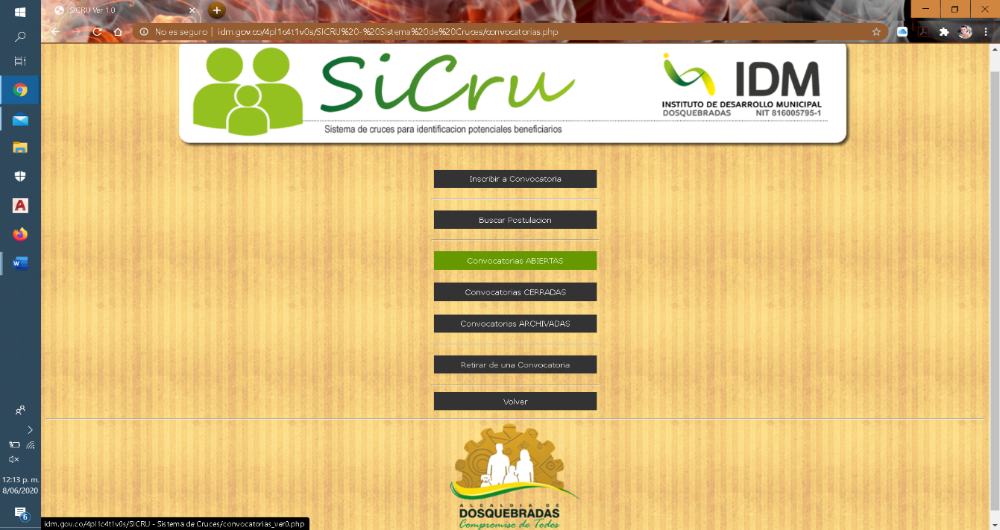 SICRU Ver 1.0
No es seguro | idm.gov.co/4pl1c4t1v0s/SICRU%20-%20Sistema%20de%20Cruces/convocatorias.php
SiCru
Sistema de cruces para identificacion potenciales beneficiarios
IDM
INSTITUTO DE DESARROLLO MUNICIPAL
DOSQUEBRADAS NIT 816005795-1
Inscribir a Convocatoria
Buscar Postulacion
Convocatorias ABIERTAS
Convocatorias CERRADAS
Convocatorias ARCHIVADAS
Retirar de una Convocatoria
Volver
ALCALDIA DE
DOSQUEBRADAS
Compromiso de Todos
12:13 p. m.
8/06/2020
6
idm.gov.co/4pl1c4t1v0s/SICRU - Sistema de Cruces/convocatorias_ver0.php